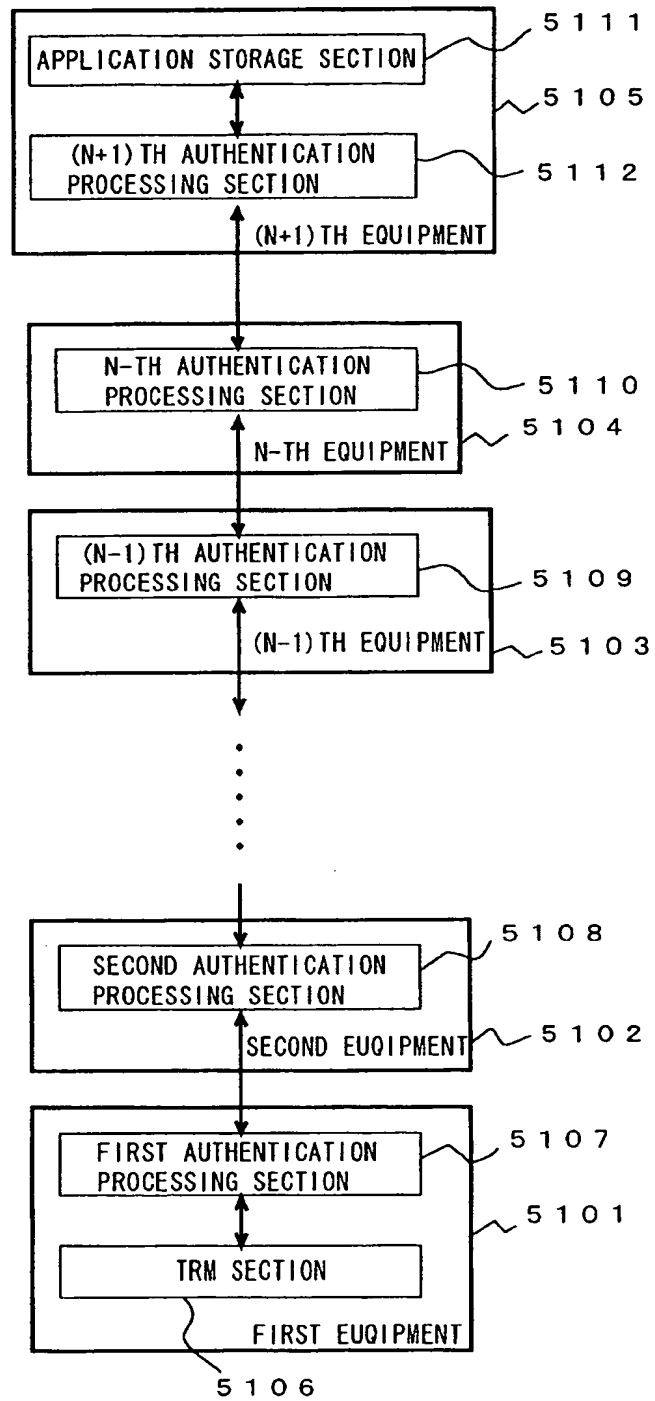 5111
APPLICATION STORAGE SECTION
5105
(N+1)TH AUTHENTICATION
PROCESSING SECTION
5112
(N+1)TH EQUIPMENT
N-TH AUTHENTICATION
PROCESSING SECTION
5110
5104
N-TH EQUIPMENT
(N-1)TH AUTHENTICATION
PROCESSING SECTION
5109
(N-1)TH EQUIPMENT
5103
5108
SECOND AUTHENTICATION
PROCESSING SECTION
5102
SECOND EUQIPMENT
5107
FIRST AUTHENTICATION
PROCESSING SECTION
5101
TRM SECTION
FIRST EUQIPMENT
5106